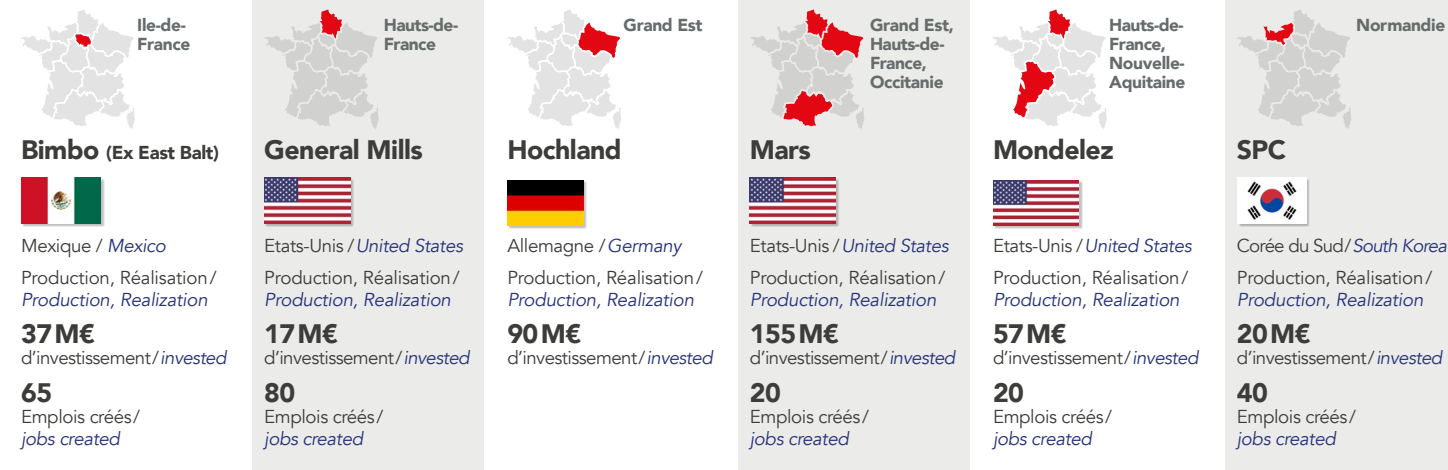 Ile-de-
France
Bimbo (Ex East Balt)
Mexique / Mexico
Production, Réalisation /
Production, Realization
37 M€
d’investissement / invested
65
Emplois créés /
jobs created
Hauts-de-
France
General Mills
Etats-Unis / United States
Production, Réalisation /
Production, Realization
17 M€
d’investissement / invested
80
Emplois créés /
jobs created
Grand Est
Hochland
Allemagne / Germany
Production, Réalisation /
Production, Realization
90 M€
d’investissement / invested
Grand Est,
Hauts-de-
France,
Occitanie
Mars
Etats-Unis / United States
Production, Réalisation /
Production, Realization
155 M€
d’investissement / invested
20
Emplois créés /
jobs created
Hauts-de-
France,
Nouvelle-
Aquitaine
Mondelez
Etats-Unis / United States
Production, Réalisation /
Production, Realization
57 M€
d’investissement / invested
20
Emplois créés /
jobs created
Normandie
SPC
Corée du Sud / South Korea
Production, Réalisation /
Production, Realization
20 M€
d’investissement / invested
40
Emplois créés /
jobs created